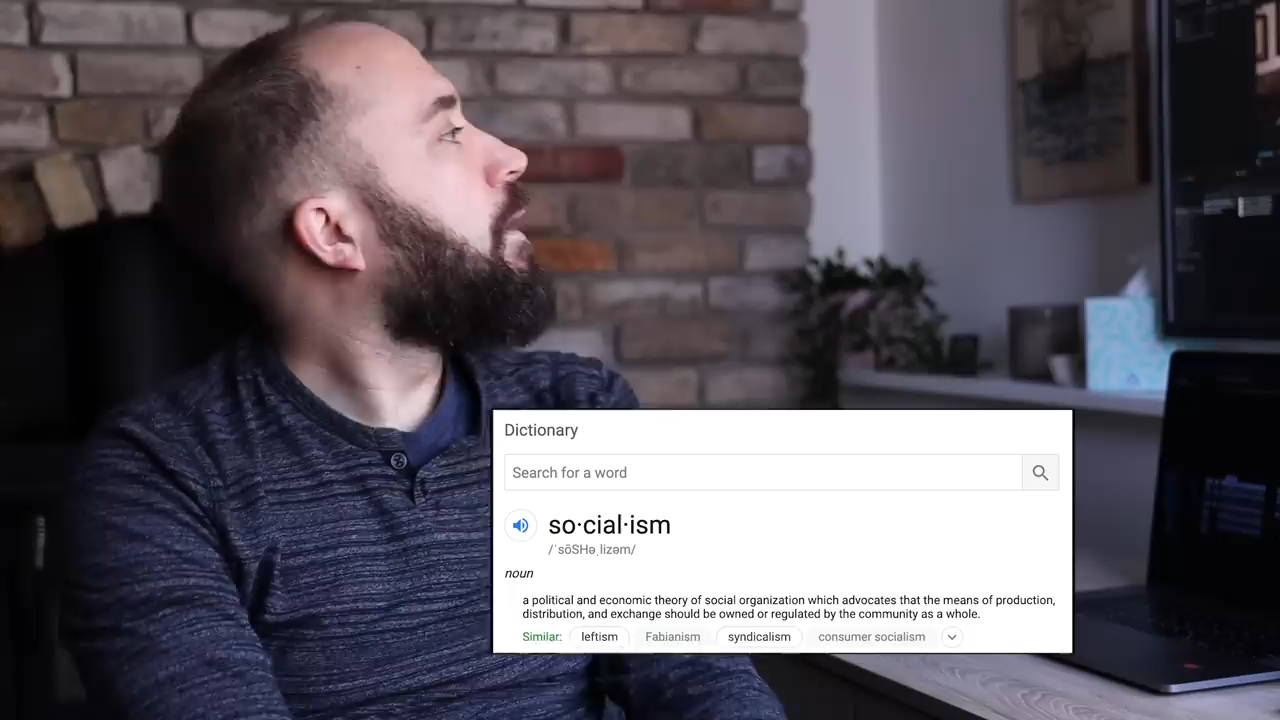 Dictionary
Search for a word
so·cial·ism
/ˈsōSHəˌlizəm/
noun
a political and economic theory of social organization which advocates that the means of production,
distribution, and exchange should be owned or regulated by the community as a whole.
Similar: leftism Fabianism syndicalism consumer socialism